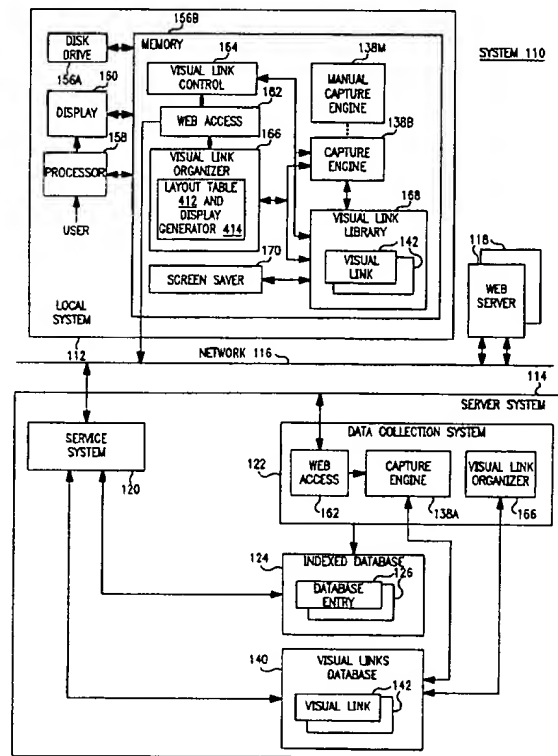 SYSTEM 110
156B
MEMORY
DISK
DRIVE
156A
160
DISPLAY
158
PROCESSOR
USER
164
VISUAL LINK
CONTROL
162
WEB ACCESS
166
VISUAL LINK
ORGANIZER
LAYOUT TABLE
412 AND
DISPLAY
GENERATOR 414
170
SCREEN SAVER
138M
MANUAL
CAPTURE
ENGINE
138B
CAPTURE
ENGINE
168
VISUAL LINK
LIBRARY
142
VISUAL
LINK
118
WEB
SERVER
LOCAL
SYSTEM
112
NETWORK 116
114
SERVER SYSTEM
SERVICE
SYSTEM
120
DATA COLLECTION SYSTEM
122
WEB
ACCESS
162
CAPTURE
ENGINE
138A
VISUAL LINK
ORGANIZER
166
124
INDEXED DATABASE
126
DATABASE
ENTRY
140
VISUAL LINKS
DATABASE
142
VISUAL LINK